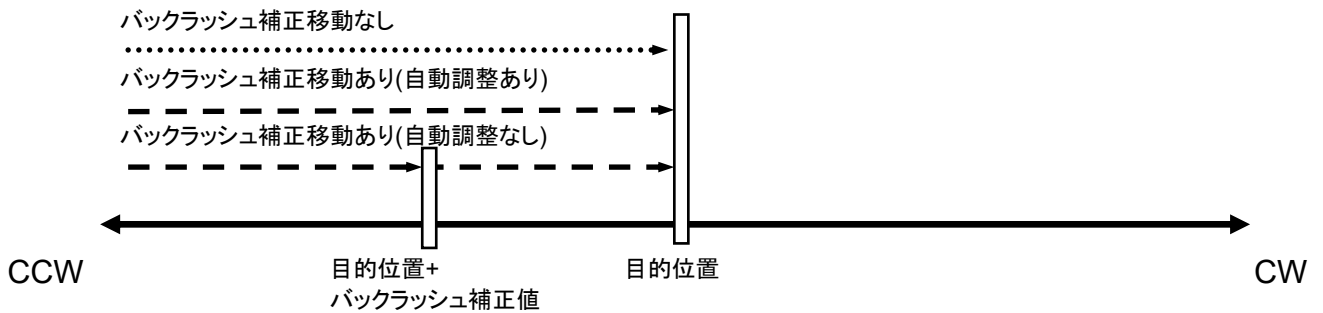 バックラッシュ補正移動なし
バックラッシュ補正移動あり(自動調整あり)
バックラッシュ補正移動あり(自動調整なし)
CCW
目的位置+
バックラッシュ補正値
目的位置
CW